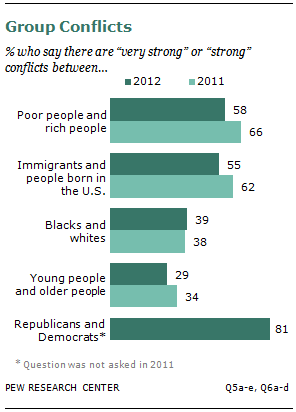 Group Conflicts
% who say there are “very strong” or “strong”
conflicts between...
2012 2011
Poor people and
rich people
58
66
Immigrants and
people born in
the U.S.
55
62
Blacks and
whites
39
38
Young people
and older people
29
34
Republicans and
Democrats*
81
* Question was not asked in 2011
PEW RESEARCH CENTER Q5a-e, Q6a-d